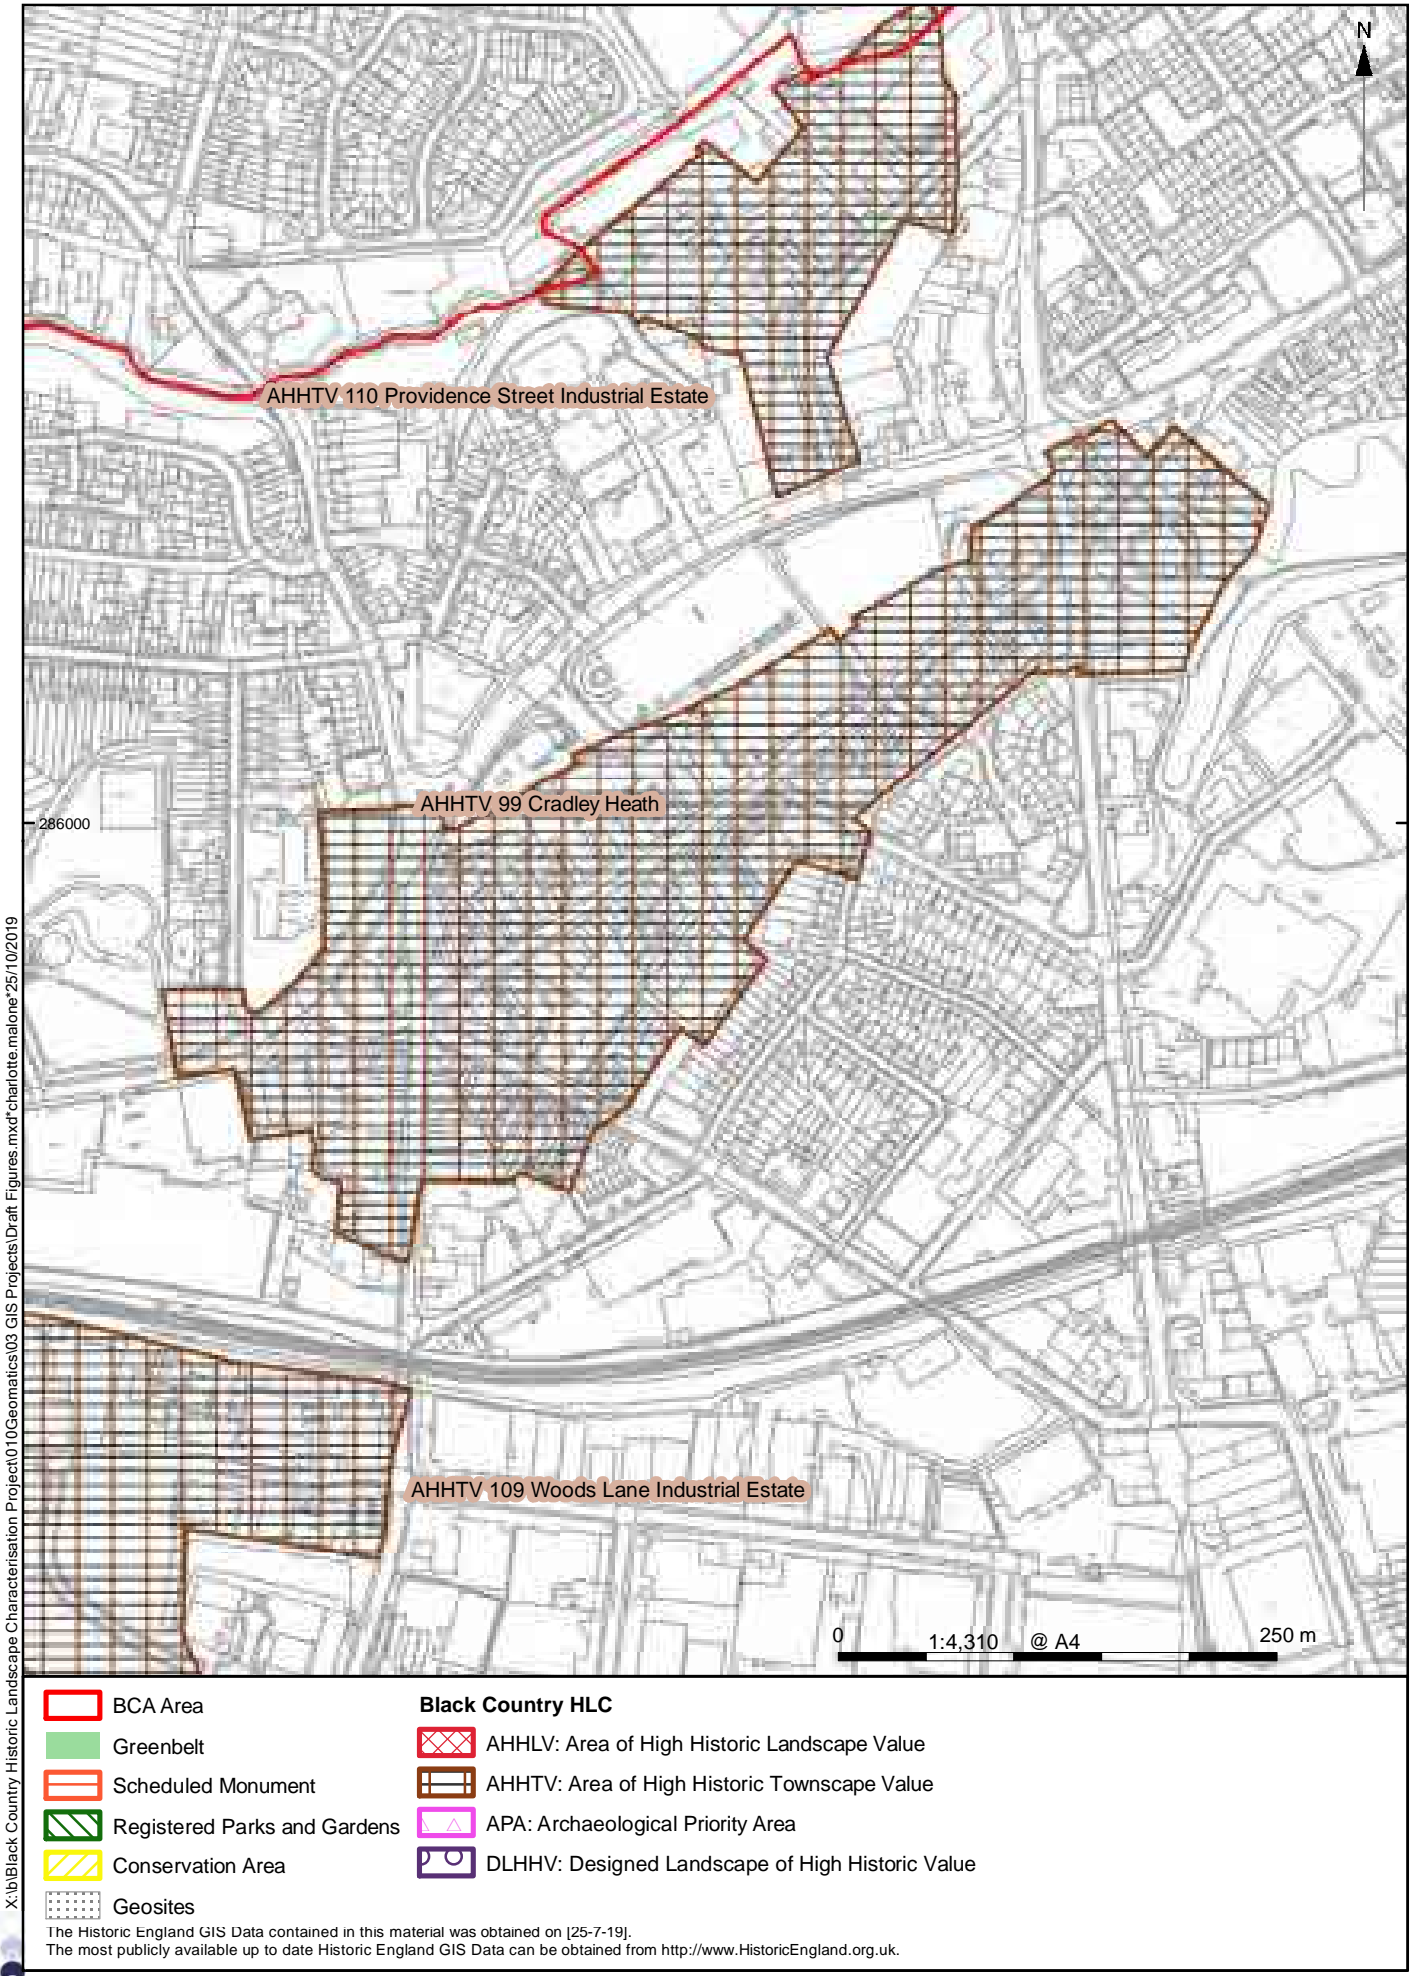 N
AHHTV 110 Providence Street Industrial Estate
AHHTV 99 Cradley Heath
286000
AHHTV 109 Woods Lane Industrial Estate
0 1:4,310 @ A4 250 m
X:\b\Black Country Historic Landscape Characterisation Project\010Geomatics\03 GIS Projects\Draft Figures.mxd*charlotte.malone*25/10/2019
BCA Area
Greenbelt
Scheduled Monument
Registered Parks and Gardens
Conservation Area
Geosites
Black Country HLC
AHHLV: Area of High Historic Landscape Value
AHHTV: Area of High Historic Townscape Value
APA: Archaeological Priority Area
DLHHV: Designed Landscape of High Historic Value
The Historic England GIS Data contained in this material was obtained on [25-7-19].
The most publicly available up to date Historic England GIS Data can be obtained from http://www.HistoricEngland.org.uk.